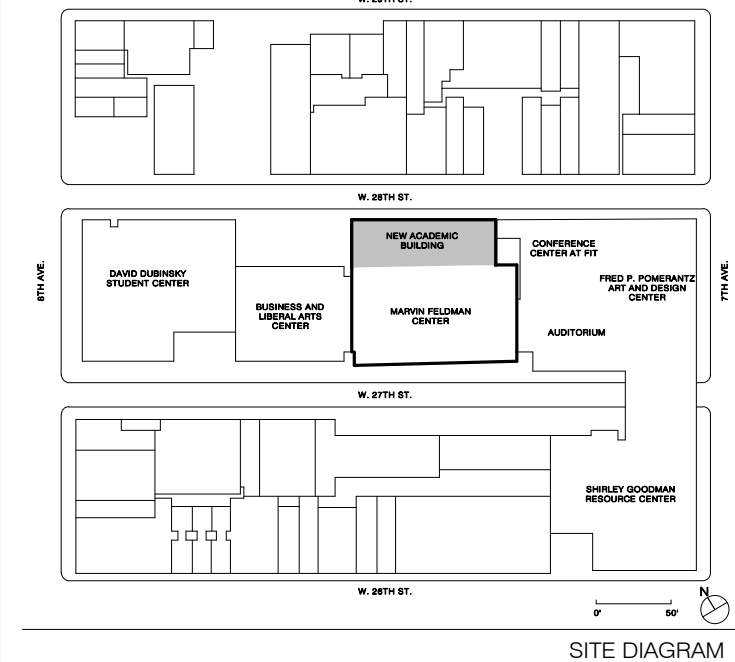 W. 28TH ST.
NEW ACADEMIC
BUILDING
CONFERENCE
CENTER AT FIT
DAVID DUBINSKY
STUDENT CENTER
6TH AVE.
7TH AVE.
FRED P. POMERANTZ
ART AND DESIGN
CENTER
BUSINESS AND
LIBERAL ARTS
CENTER
MARVIN FELDMAN
CENTER
AUDITORIUM
W. 27TH ST.
SHIRLEY GOODMAN
RESOURCE CENTER
W. 26TH ST.
N
0'
50'
SITE DIAGRAM